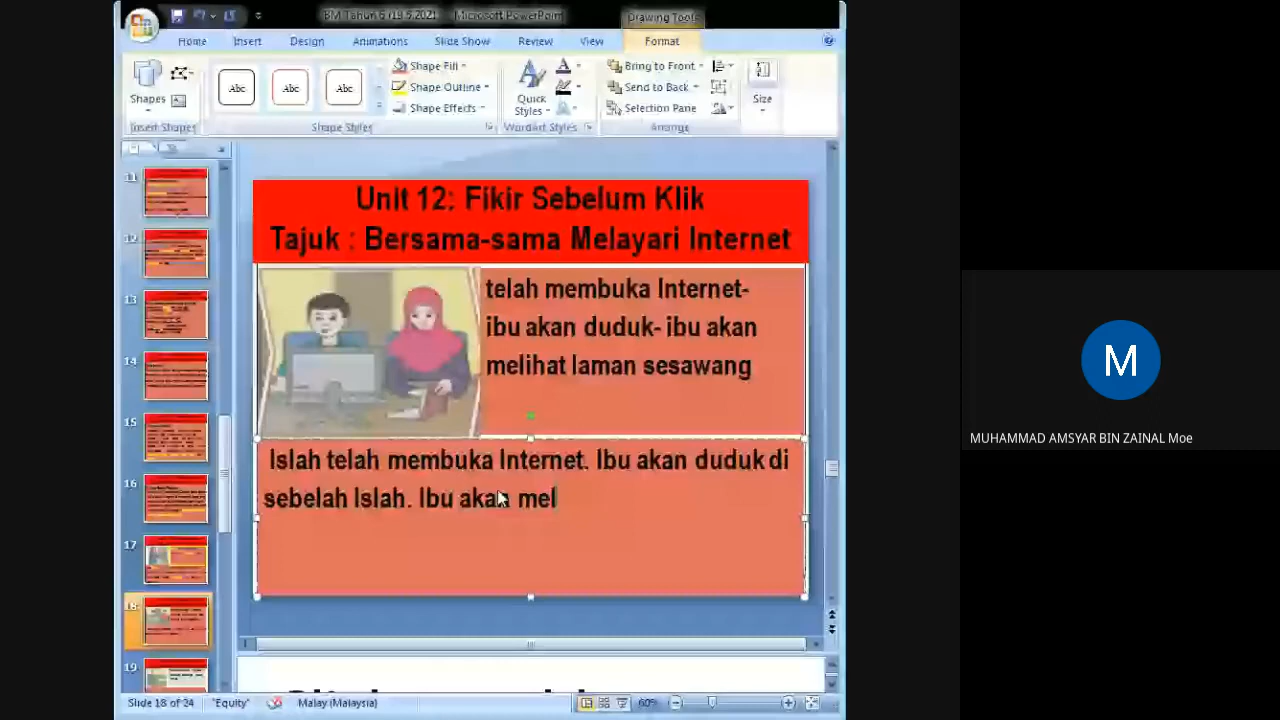 BM Tahun 6 (19.5.2021 Microsoft PowerPoin Drawing Tools
Home Insert Design Animations Slide Show Review View Format
Shapes
Abc Abc Abc
Shape Fill
Shape Outline
Shape Effects
Quick
Styles
Bring to Front
Send to Back
Selection Pane
Size
Insert Shapes Shape Styles WordArt Styles Arrange
11
12
13
14
15
16
17
18
19
Unit 12: Fikir Sebelum Klik
Tajuk : Bersama-sama Melayari Internet
telah membuka Internet-
ibu akan duduk- ibu akan
melihat laman sesawang
Islah telah membuka Internet. Ibu akan duduk di
sebelah Islah. Ibu akan mel
Slide 18 of 24 "Equity" Malay (Malaysia) 60%
M
MUHAMMAD AMSYAR BIN ZAINAL Moe